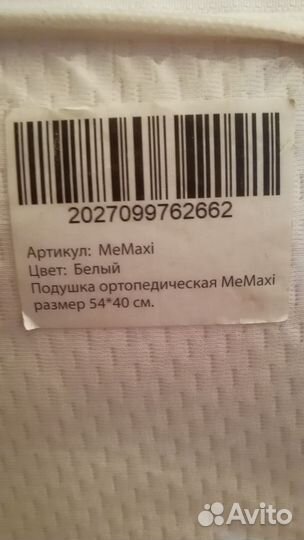 2027099762662
Артикул: MeMaxi
Цвет: Белый
Подушка ортопедическая MeMaxi
размер 54*40 см.
Avito